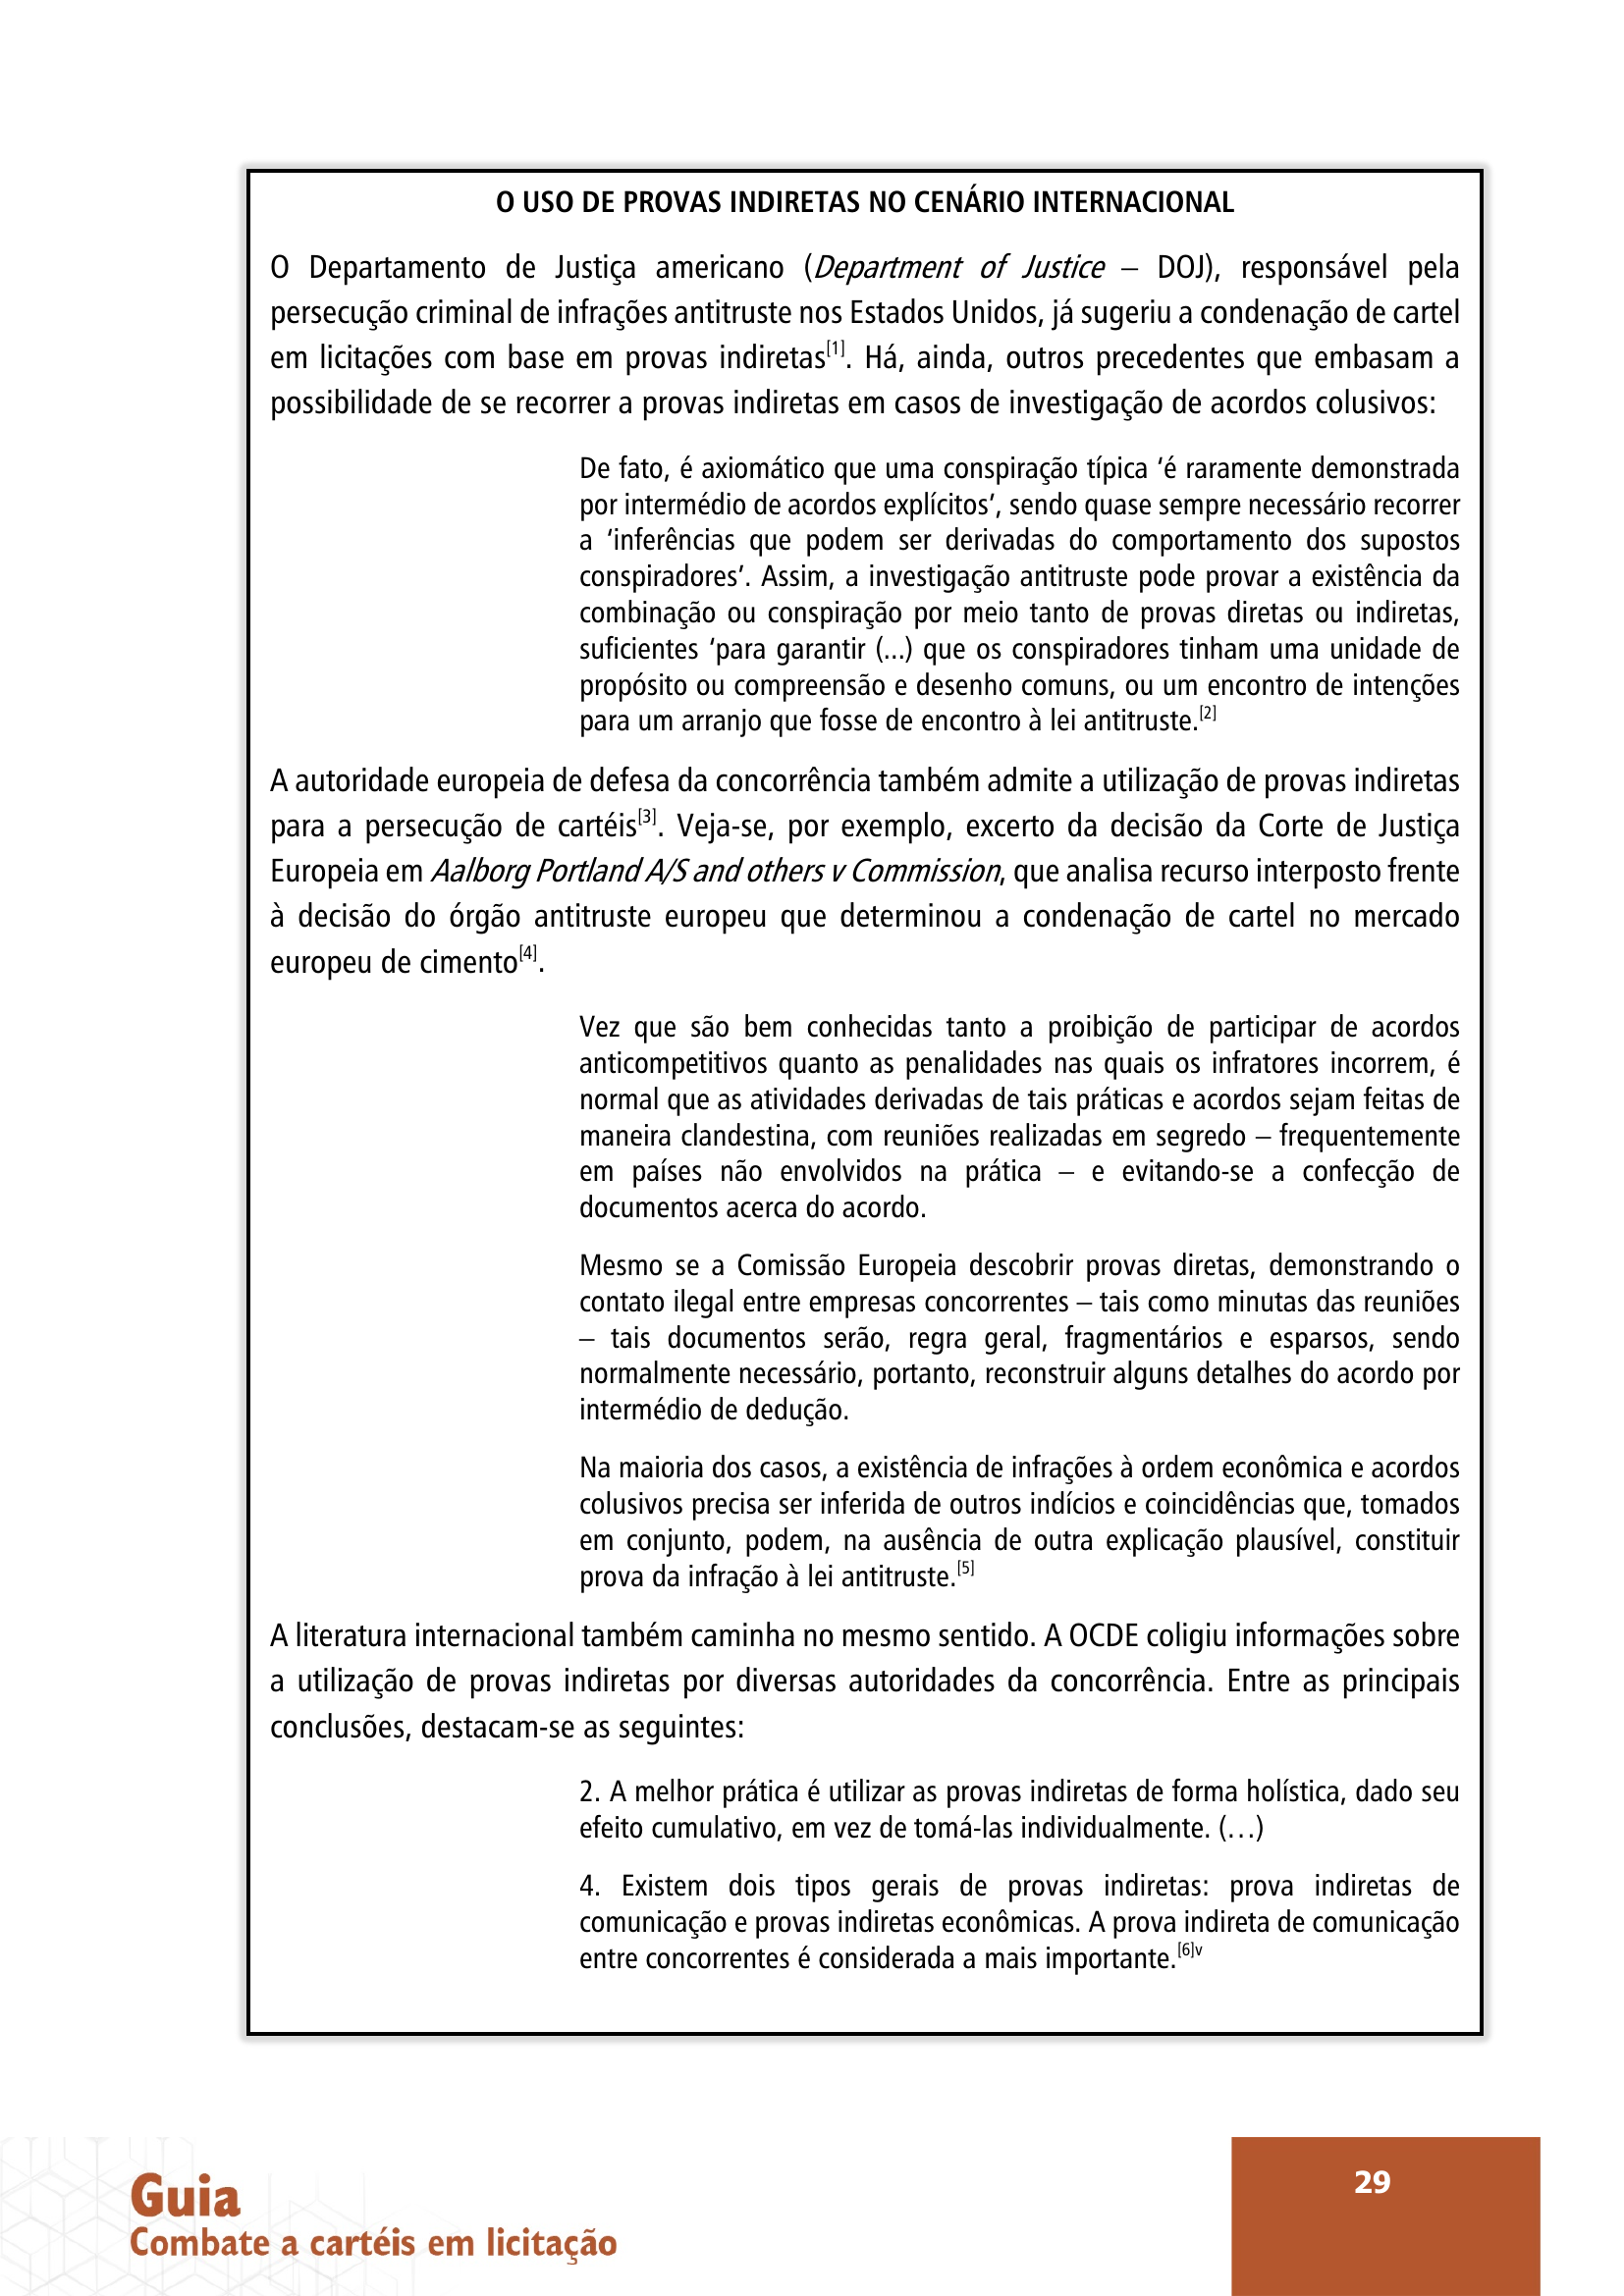 O USO DE PROVAS INDIRETAS NO CENÁRIO INTERNACIONAL
O Departamento de Justiça americano (Department of Justice – DOJ), responsável pela
persecução criminal de infrações antitruste nos Estados Unidos, já sugeriu a condenação de cartel
em licitações com base em provas indiretas[1]. Há, ainda, outros precedentes que embasam a
possibilidade de se recorrer a provas indiretas em casos de investigação de acordos colusivos:
De fato, é axiomático que uma conspiração típica ‘é raramente demonstrada
por intermédio de acordos explícitos’, sendo quase sempre necessário recorrer
a ‘inferências que podem ser derivadas do comportamento dos supostos
conspiradores’. Assim, a investigação antitruste pode provar a existência da
combinação ou conspiração por meio tanto de provas diretas ou indiretas,
suficientes ‘para garantir (...) que os conspiradores tinham uma unidade de
propósito ou compreensão e desenho comuns, ou um encontro de intenções
para um arranjo que fosse de encontro à lei antitruste.[2]
A autoridade europeia de defesa da concorrência também admite a utilização de provas indiretas
para a persecução de cartéis[3]. Veja-se, por exemplo, excerto da decisão da Corte de Justiça
Europeia em Aalborg Portland A/S and others v Commission, que analisa recurso interposto frente
à decisão do órgão antitruste europeu que determinou a condenação de cartel no mercado
europeu de cimento[4].
Vez que são bem conhecidas tanto a proibição de participar de acordos
anticompetitivos quanto as penalidades nas quais os infratores incorrem, é
normal que as atividades derivadas de tais práticas e acordos sejam feitas de
maneira clandestina, com reuniões realizadas em segredo – frequentemente
em países não envolvidos na prática – e evitando-se a confecção de
documentos acerca do acordo.
Mesmo se a Comissão Europeia descobrir provas diretas, demonstrando o
contato ilegal entre empresas concorrentes – tais como minutas das reuniões
– tais documentos serão, regra geral, fragmentários e esparsos, sendo
normalmente necessário, portanto, reconstruir alguns detalhes do acordo por
intermédio de dedução.
Na maioria dos casos, a existência de infrações à ordem econômica e acordos
colusivos precisa ser inferida de outros indícios e coincidências que, tomados
em conjunto, podem, na ausência de outra explicação plausível, constituir
prova da infração à lei antitruste.[5]
A literatura internacional também caminha no mesmo sentido. A OCDE coligiu informações sobre
a utilização de provas indiretas por diversas autoridades da concorrência. Entre as principais
conclusões, destacam-se as seguintes:
2. A melhor prática é utilizar as provas indiretas de forma holística, dado seu
efeito cumulativo, em vez de tomá-las individualmente. (…)
4. Existem dois tipos gerais de provas indiretas: prova indiretas de
comunicação e provas indiretas econômicas. A prova indireta de comunicação
entre concorrentes é considerada a mais importante.[6]v
Guia
Combate a cartéis em licitação
29